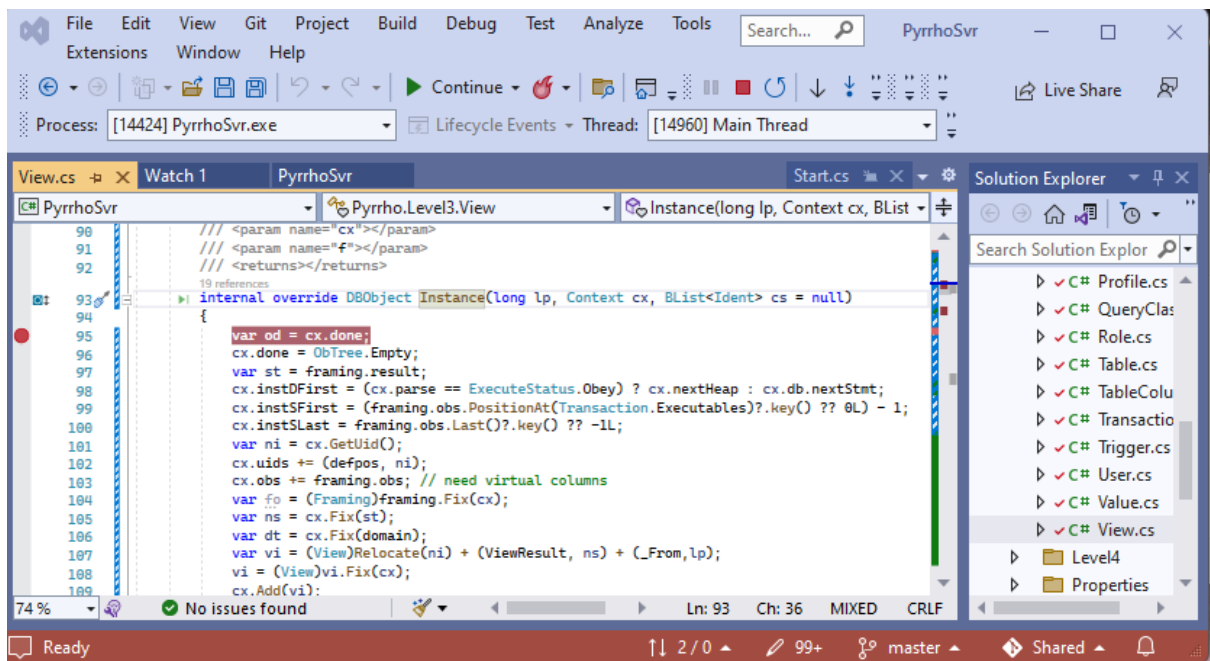 File Edit View Git Project Build Debug Test Analyze Tools Search... PyrrhoSvr
Extensions Window Help
Continue Live Share
Process: [14424] PyrrhoSvr.exe Lifecycle Events Thread: [14960] Main Thread
View.cs Watch 1 PyrrhoSvr Start.cs
PyrrhoSvr Pyrrho.Level3.View Instance(long lp, Context cx, BList
90 /// <param name="cx"></param>
91 /// <param name="f"></param>
92 /// <returns></returns>
19 references
93 internal override DBObject Instance(long lp, Context cx, BList<Ident> cs = null)
94 {
95 var od = cx.done;
96 cx.done = ObTree.Empty;
97 var st = framing.result;
98 cx.instDFirst = (cx.parse == ExecuteStatus.Obey) ? cx.nextHeap : cx.db.nextStmt;
99 cx.instSFirst = (framing.obs.PositionAt(Transaction.Executables)?.key() ?? 0L) - 1;
100 cx.instSLast = framing.obs.Last()?.key() ?? -1L;
101 var ni = cx.GetUid();
102 cx.uids += (defpos, ni);
103 cx.obs += framing.obs; // need virtual columns
104 var fo = (Framing)framing.Fix(cx);
105 var ns = cx.Fix(st);
106 var dt = cx.Fix(domain);
107 var vi = (View)Relocate(ni) + (ViewResult, ns) + (_From,lp);
108 vi = (View)vi.Fix(cx);
109 cx.Add(vi);
74 % No issues found Ln: 93 Ch: 36 MIXED CRLF
Solution Explorer
Search Solution Explor
C# Profile.cs
C# QueryClas
C# Role.cs
C# Table.cs
C# TableColu
C# Transactio
C# Trigger.cs
C# User.cs
C# Value.cs
C# View.cs
Level4
Properties
Ready 2 / 0 99+ master Shared